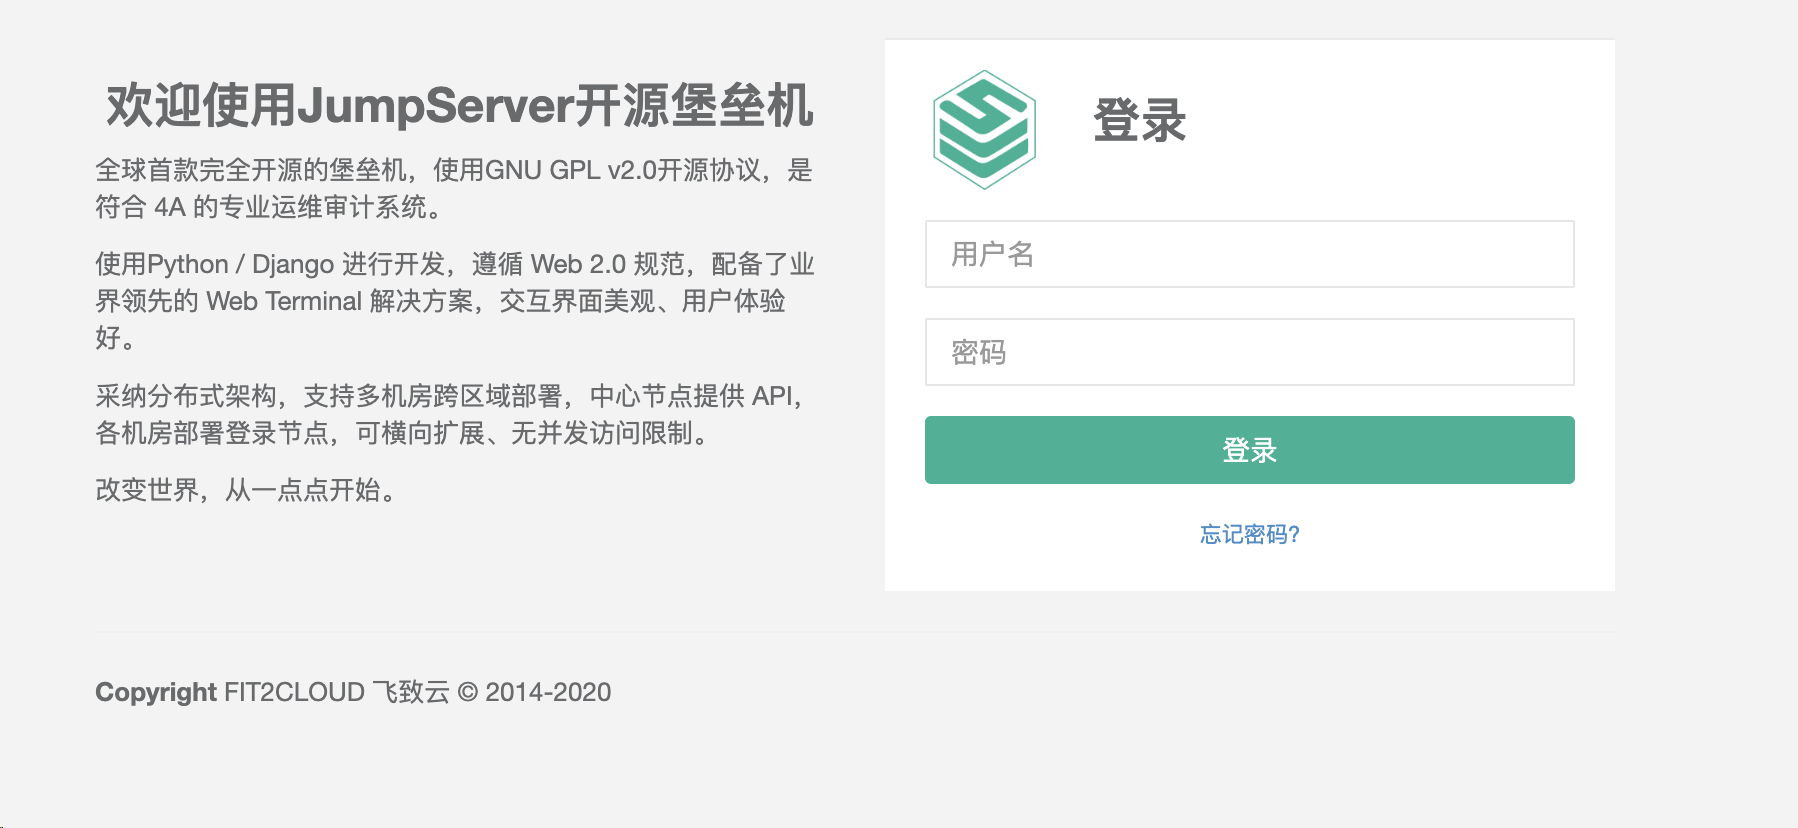 欢迎使用JumpServer开源堡垒机
全球首款完全开源的堡垒机，使用GNU GPL v2.0开源协议，是
符合 4A 的专业运维审计系统。
使用Python / Django 进行开发，遵循 Web 2.0 规范，配备了业
界领先的 Web Terminal 解决方案，交互界面美观、用户体验
好。
采纳分布式架构，支持多机房跨区域部署，中心节点提供 API，
各机房部署登录节点，可横向扩展、无并发访问限制。
改变世界，从一点点开始。
登录
用户名
密码
登录
忘记密码?
Copyright FIT2CLOUD 飞致云 © 2014-2020